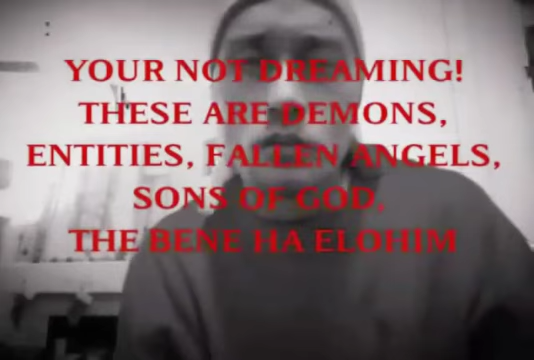 YOUR NOT DREAMING!
THESE ARE DEMONS,
ENTITIES, FALLEN ANGELS,
SONS OF GOD,
THE BENE HA ELOHIM